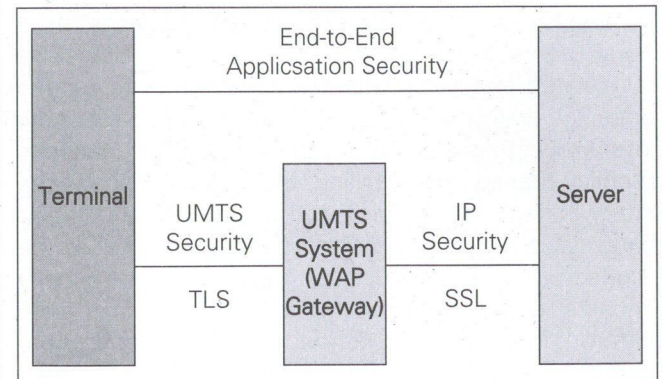 End-to-End
Applicsation Security
Terminal
UMTS
Security
TLS
UMTS
System
(WAP
Gateway)
IP
Security
SSL
Server